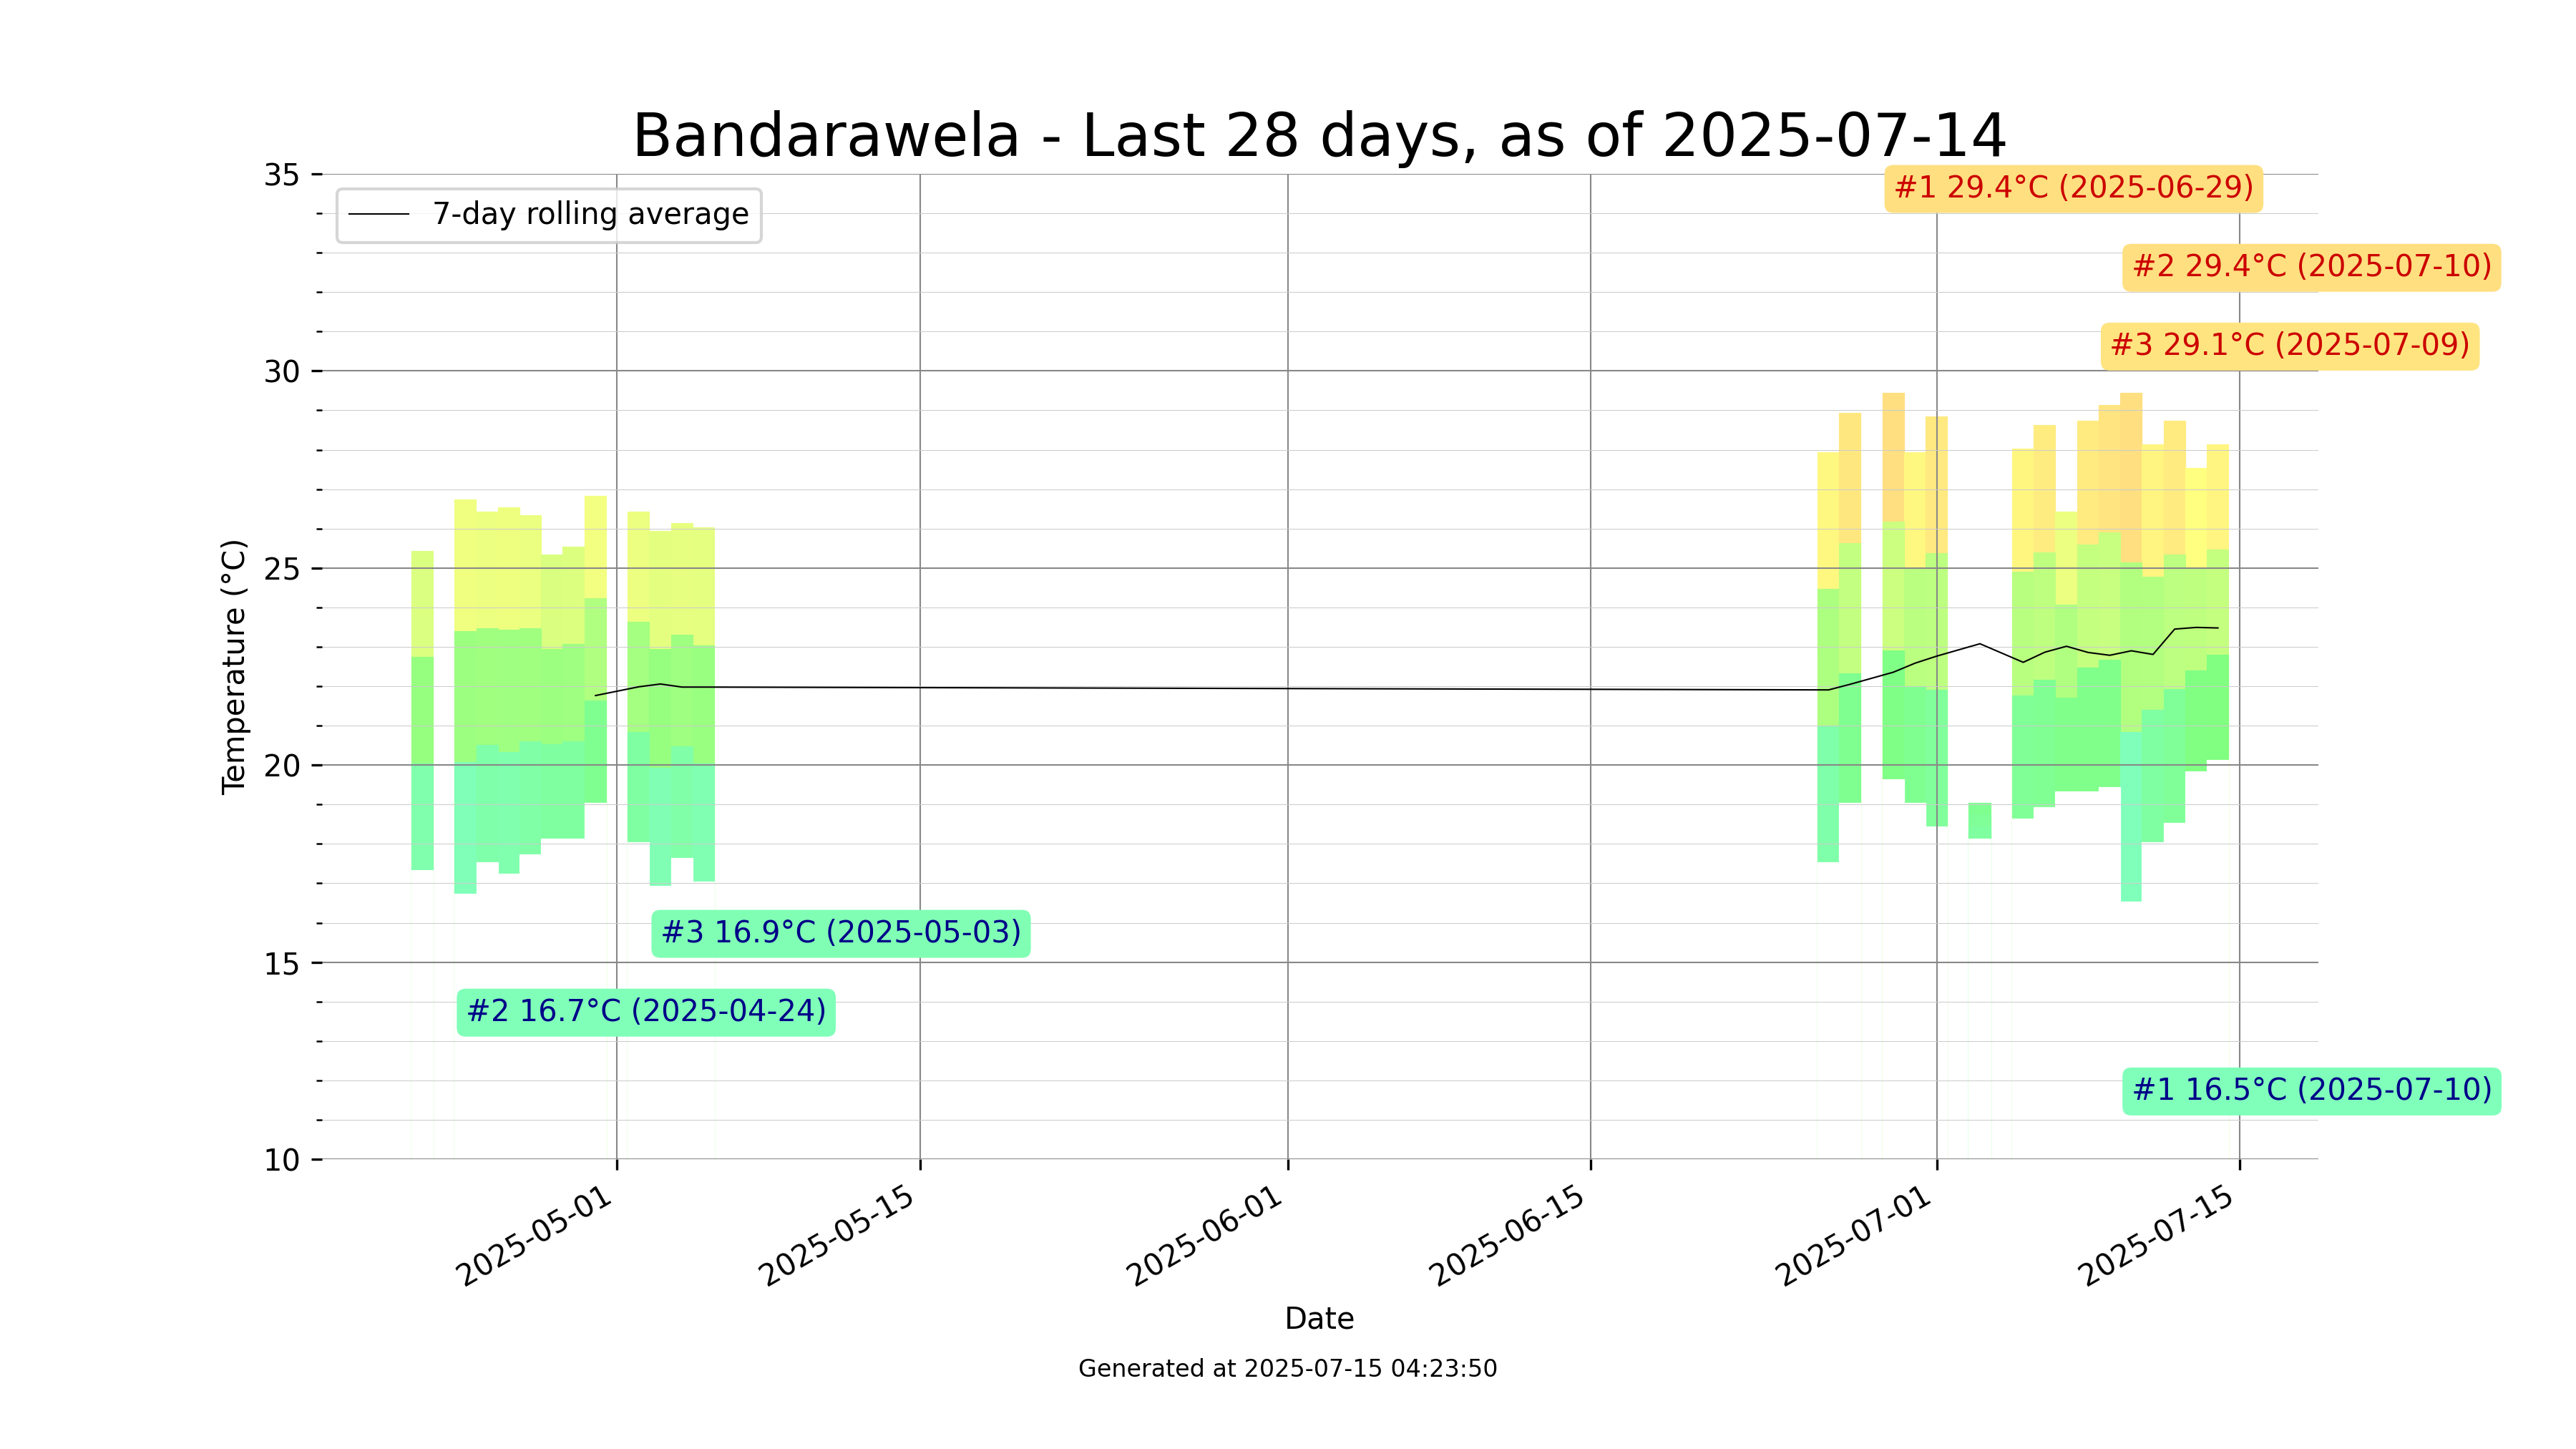 Bandarawela - Last 28 days, as of 2025-07-14
7-day rolling average
#1 29.4°C (2025-06-29)
#2 29.4°C (2025-07-10)
#3 29.1°C (2025-07-09)
#3 16.9°C (2025-05-03)
#2 16.7°C (2025-04-24)
#1 16.5°C (2025-07-10)
Temperature (°C)
35
30
25
20
15
10
2025-05-01
2025-05-15
2025-06-01
2025-06-15
2025-07-01
2025-07-15
Date
Generated at 2025-07-15 04:23:50